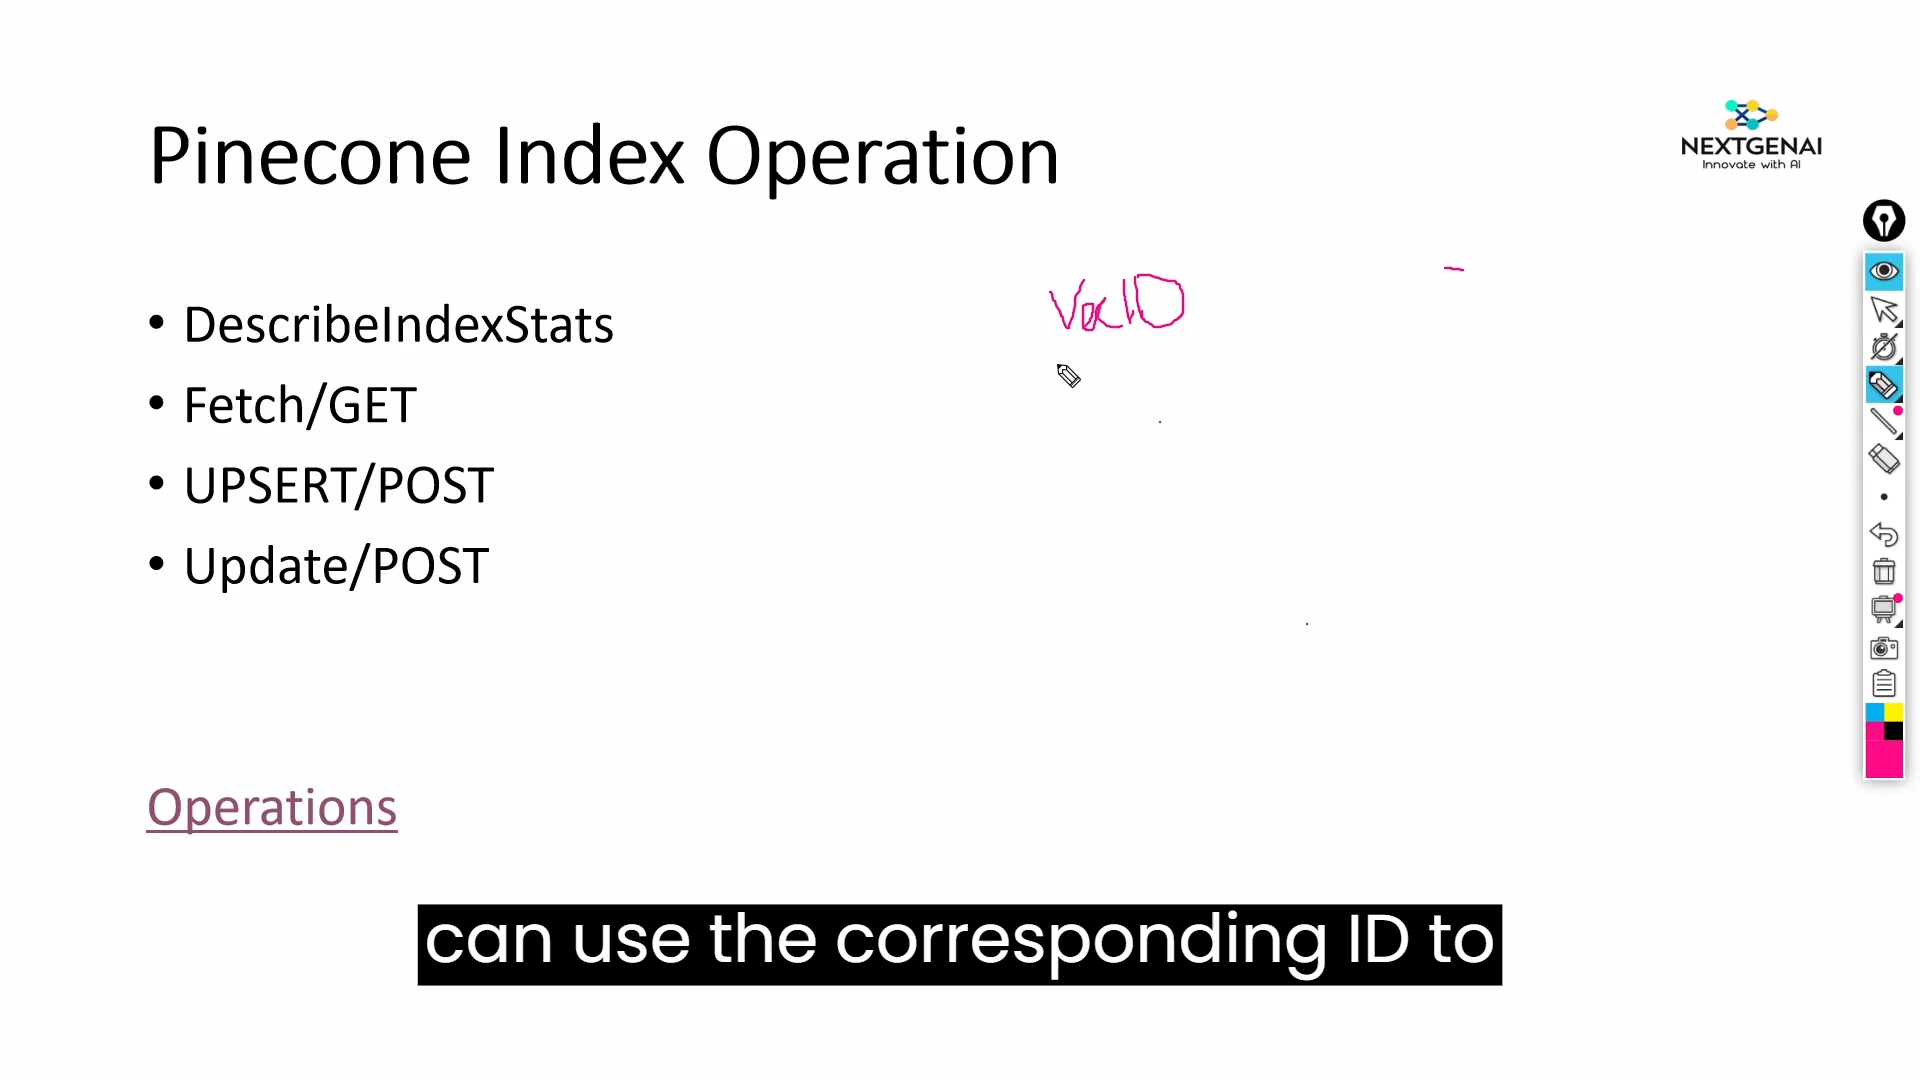 Pinecone Index Operation
NEXTGENAI
Innovate with AI
• DescribeIndexStats
VecID
• Fetch/GET
• UPSERT/POST
• Update/POST
Operations
can use the corresponding ID to